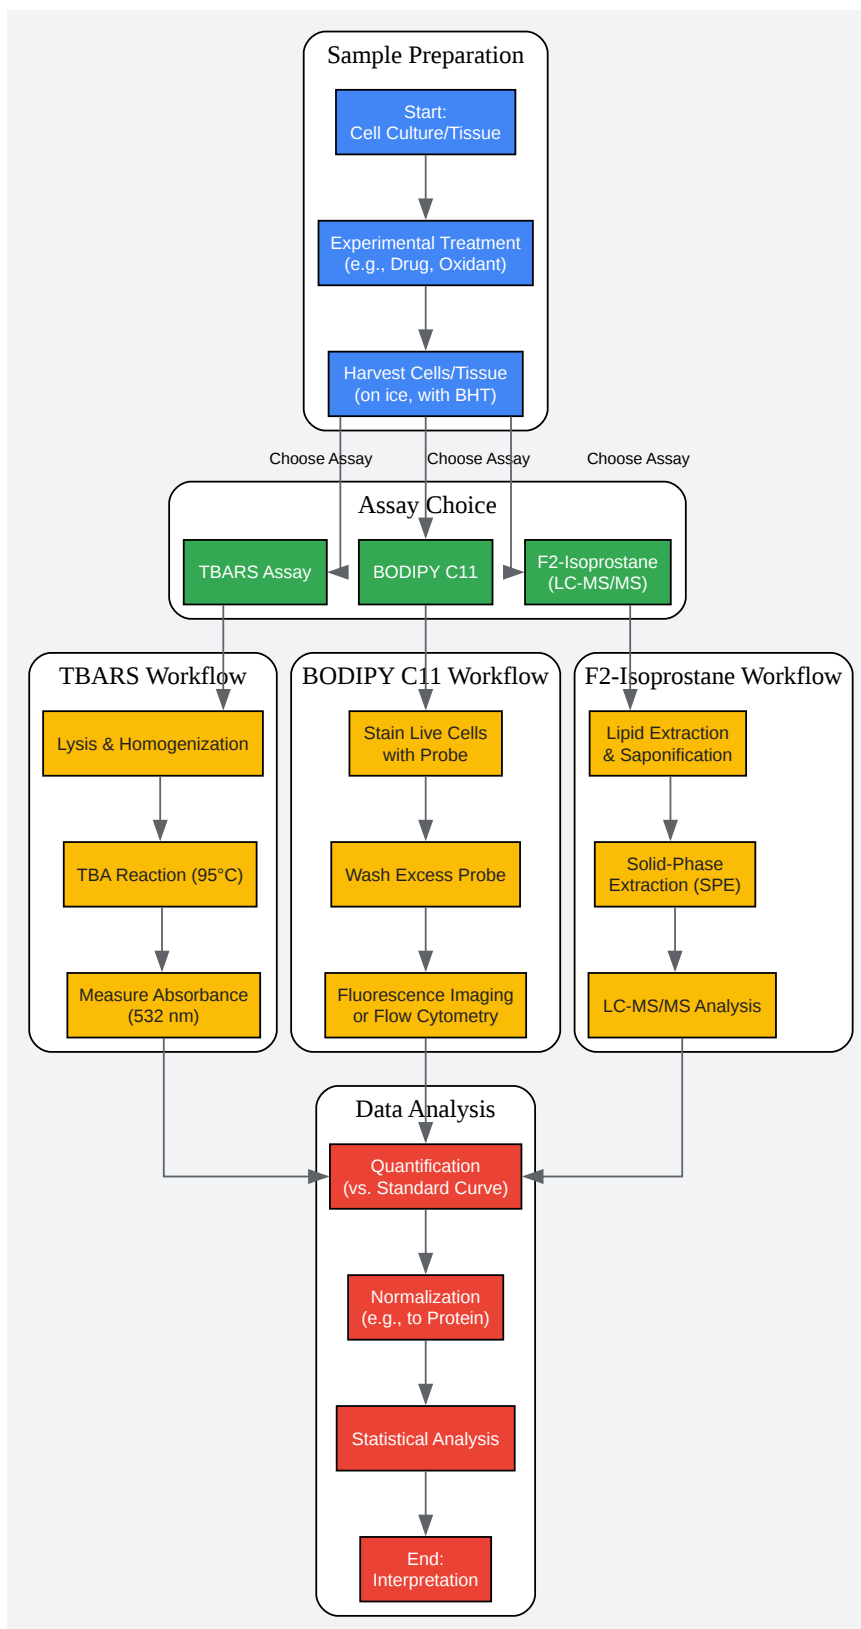 Sample Preparation
Start:
Cell Culture/Tissue
Experimental Treatment
(e.g., Drug, Oxidant)
Harvest Cells/Tissue
(on ice, with BHT)
Choose Assay
Choose Assay
Choose Assay
Assay Choice
TBARS Assay
BODIPY C11
F2-Isoprostane
(LC-MS/MS)
TBARS Workflow
Lysis & Homogenization
TBA Reaction (95°C)
Measure Absorbance
(532 nm)
BODIPY C11 Workflow
Stain Live Cells
with Probe
Wash Excess Probe
Fluorescence Imaging
or Flow Cytometry
F2-Isoprostane Workflow
Lipid Extraction
& Saponification
Solid-Phase
Extraction (SPE)
LC-MS/MS Analysis
Data Analysis
Quantification
(vs. Standard Curve)
Normalization
(e.g., to Protein)
Statistical Analysis
End:
Interpretation